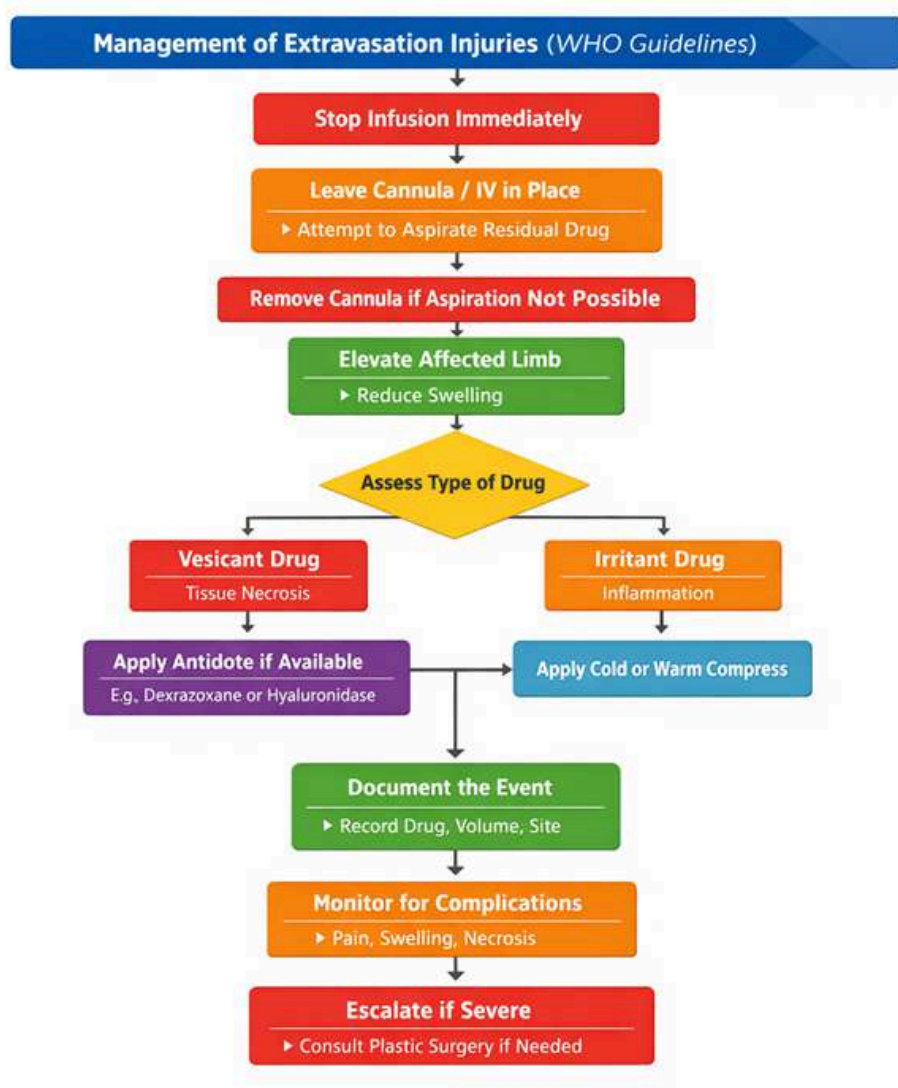 Management of Extravasation Injuries (WHO Guidelines)
Stop Infusion Immediately
Leave Cannula / IV in Place
▸ Attempt to Aspirate Residual Drug
Remove Cannula if Aspiration Not Possible
Elevate Affected Limb
▸ Reduce Swelling
Assess Type of Drug
Vesicant Drug
Tissue Necrosis
Irritant Drug
Inflammation
Apply Antidote if Available
E.g., Dexrazoxane or Hyaluronidase
Apply Cold or Warm Compress
Document the Event
▸ Record Drug, Volume, Site
Monitor for Complications
▸ Pain, Swelling, Necrosis
Escalate if Severe
▸ Consult Plastic Surgery if Needed